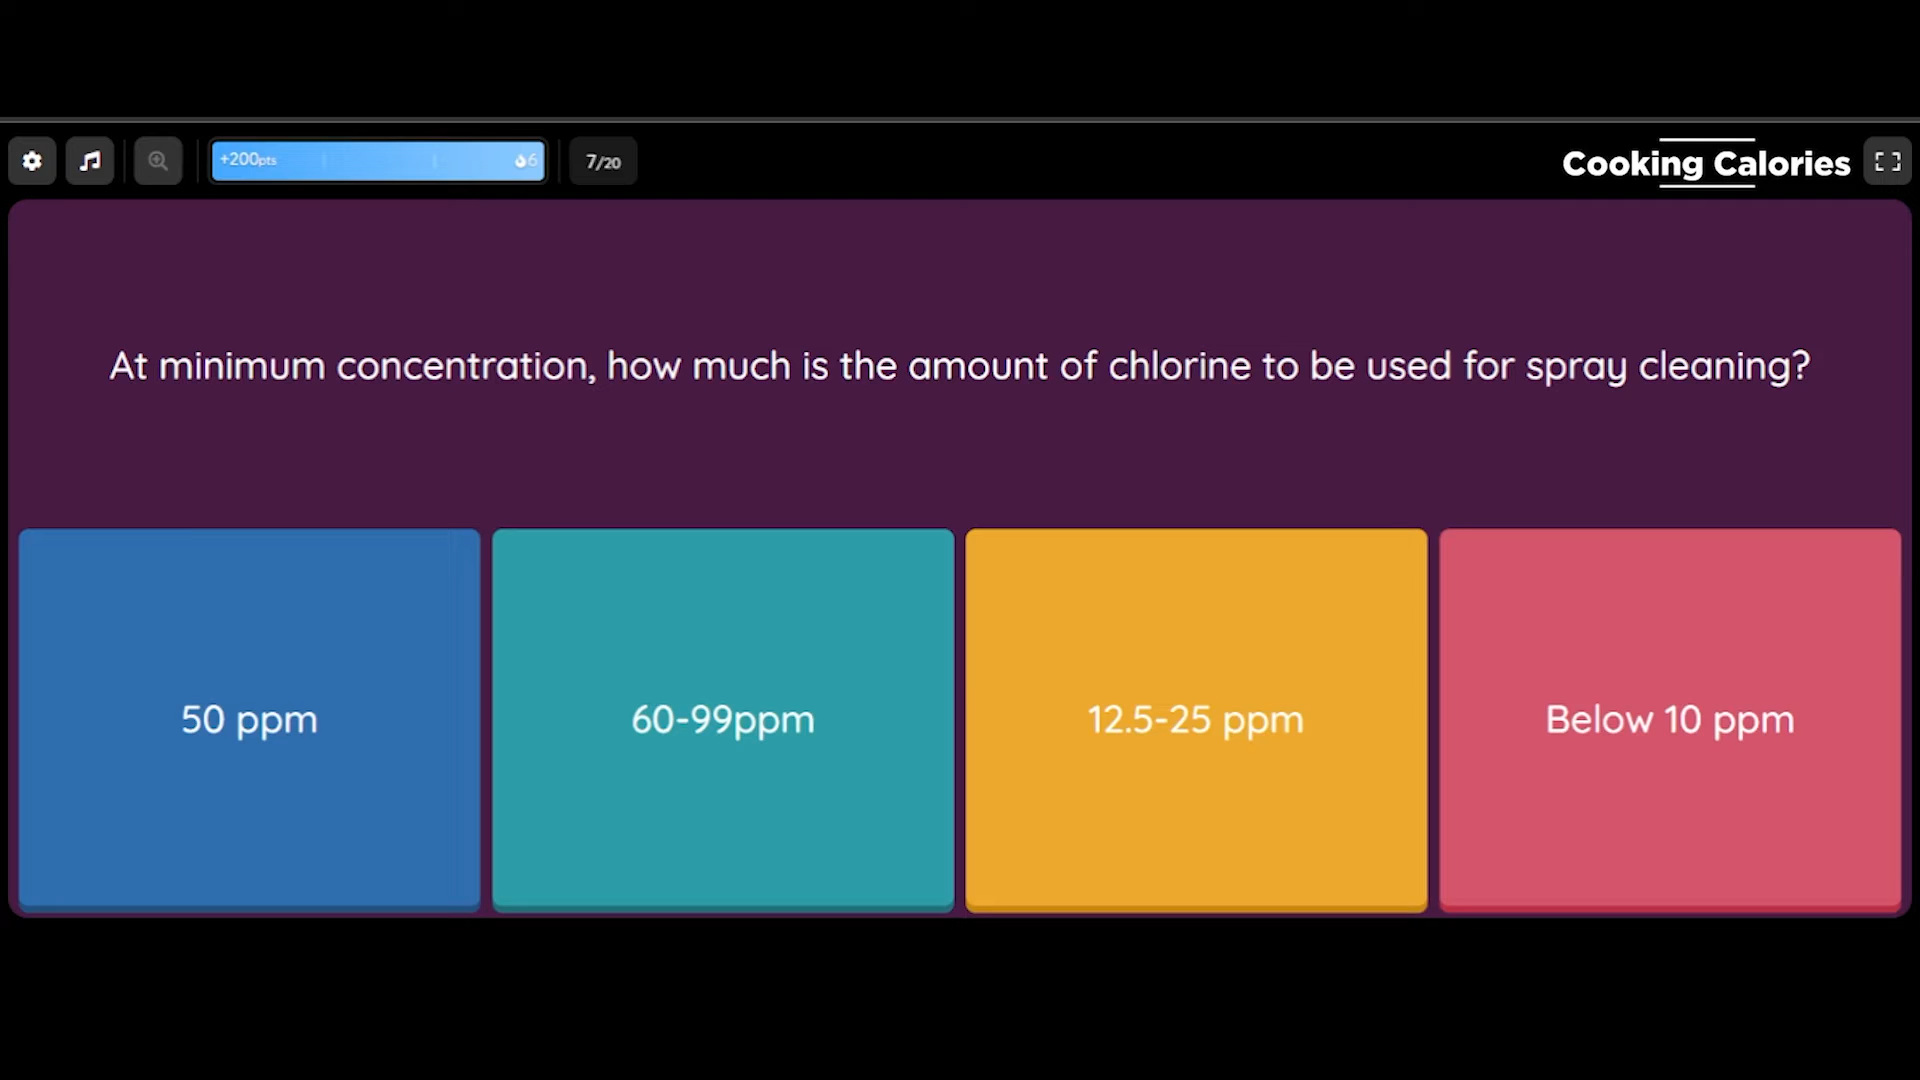 +200pts
6
7/20
Cooking Calories
At minimum concentration, how much is the amount of chlorine to be used for spray cleaning?
50 ppm
60-99ppm
12.5-25 ppm
Below 10 ppm